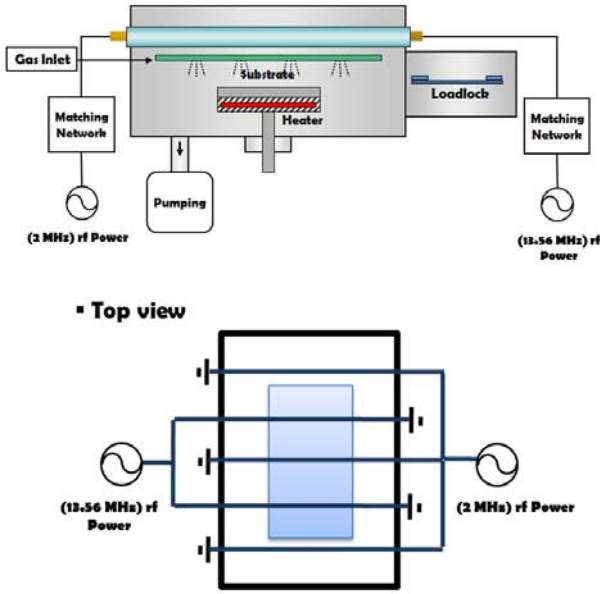 Gas Inlet
Substrate
Heater
Loadlock
Matching
Network
Matching
Network
Pumping
(2 MHz) rf Power
(13.56 MHz) rf
Power
▪ Top view
(13.56 MHz) rf
Power
(2 MHz) rf Power